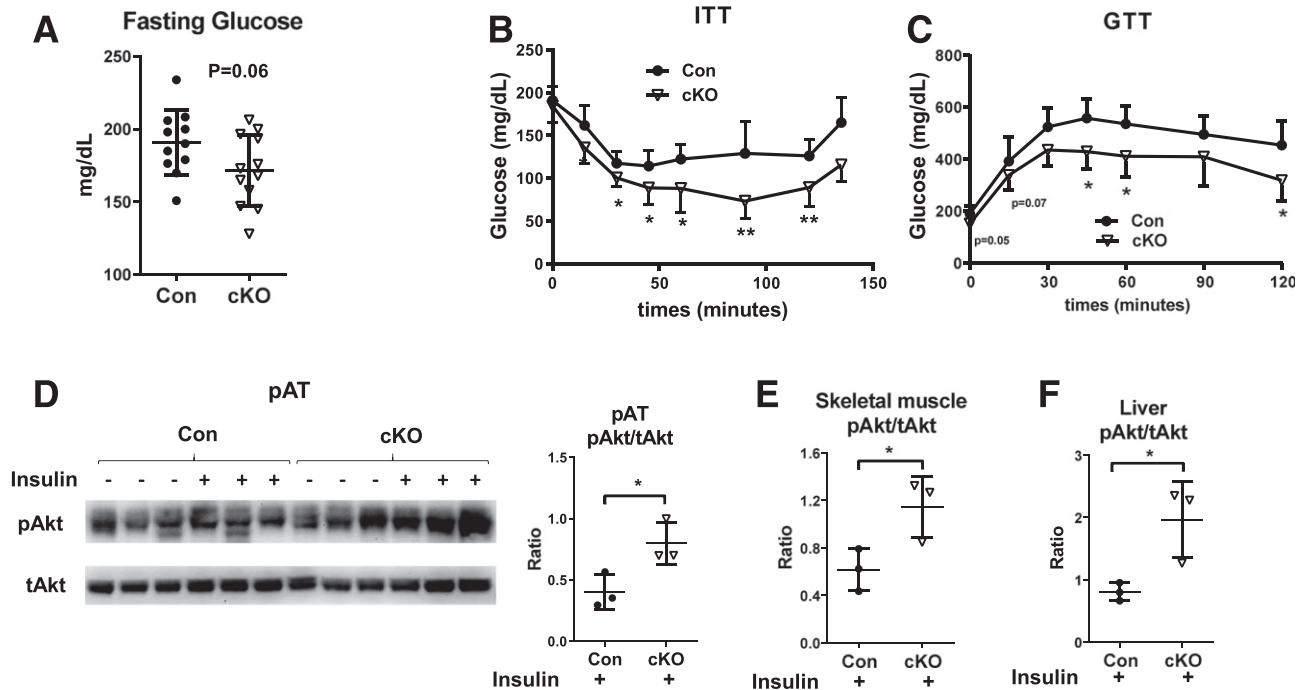 A
Fasting Glucose
P=0.06
mg/dL
250
200
150
100
Con cKO
B
ITT
Glucose (mg/dL)
250
200
150
100
50
0
Con
cKO
*
* * * ** **
0 50 100 150
times (minutes)
C
GTT
Glucose (mg/dL)
800
600
400
200
0
p=0.05
p=0.07
* * *
Con
cKO
0 30 60 90 120
times (minutes)
D
pAT
Con cKO
Insulin - - - + + + - - - + + +
pAkt
tAkt
pAT
pAkt/tAkt
*
Ratio
1.5
1.0
0.5
0.0
Con cKO
Insulin + +
E
Skeletal muscle
pAkt/tAkt
*
Ratio
1.6
1.2
0.8
0.4
0.0
Con cKO
Insulin + +
F
Liver
pAkt/tAkt
*
Ratio
3
2
1
0
Con cKO
Insulin + +